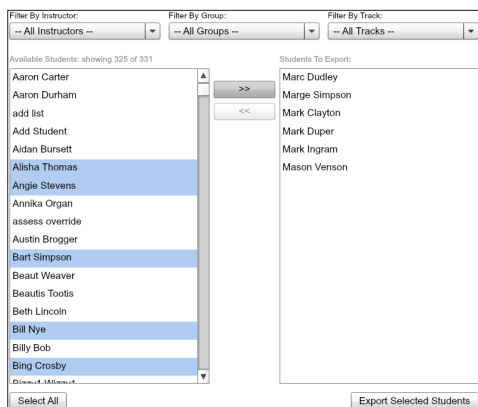 Filter By Instructor: Filter By Group: Filter By Track:
-- All Instructors -- -- All Groups -- -- All Tracks --
Available Students: showing 325 of 331
Aaron Carter
Aaron Durham
add list
Add Student
Aidan Bursett
Alisha Thomas
Angie Stevens
Annika Organ
assess override
Austin Brogger
Bart Simpson
Beaut Weaver
Beautis Tootis
Beth Lincoln
Bill Nye
Billy Bob
Bing Crosby
Bizzy1 Wizzy1
Select All
>>
<<
Students To Export:
Marc Dudley
Marge Simpson
Mark Clayton
Mark Duper
Mark Ingram
Mason Venson
Export Selected Students